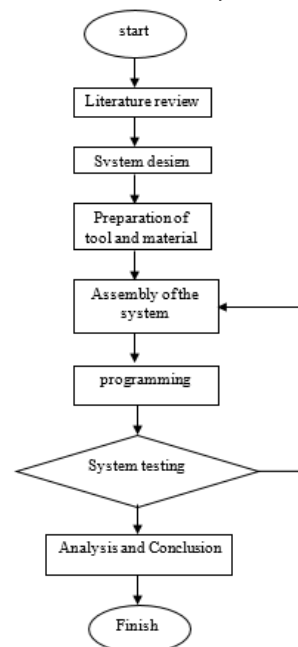 start
Literature review
System design
Preparation of
tool and material
Assembly of the
system
programming
System testing
Analysis and Conclusion
Finish